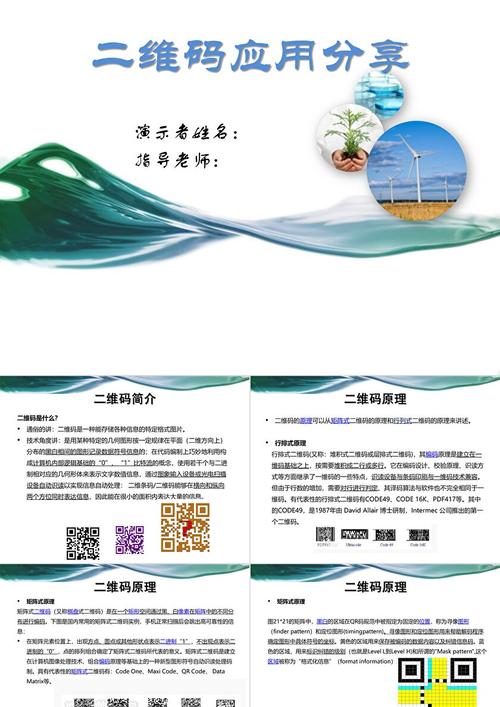 二维码应用分享
演示者姓名：
指导老师：
二维码简介
二维码是什么？
• 通俗的讲：二维码是一种能存储各种信息的特定格式图片。
• 技术角度讲：是用某种特定的几何图形按一定规律在平面（二维方向上）
分布的黑白相间的图形记录数据符号信息的；在代码编制上巧妙地利用构
成计算机内部逻辑基础的“0”、“1”比特流的概念，使用若干个与二进
制相对应的几何形体来表示文字数值信息，通过图象输入设备或光电扫描
设备自动识读以实现信息自动处理： 二维条码/二维码能够在横向和纵向
两个方位同时表达信息，因此能在很小的面积内表达大量的信息。
二维码原理
• 二维码的原理可以从矩阵式二维码的原理和行列式二维码的原理来讲述。
• 行排式原理
行排式二维码(又称：堆积式二维码或层排式二维码)，其编码原理是建立在一
维码基础之上，按需要堆积成二行或多行。它在编码设计、校验原理、识读方
式等方面继承了一维码的一些特点，识读设备与条码印刷与一维码技术兼容。
但由于行数的增加，需要对行进行判定，其译码算法与软件也不完全相同于一
维码。有代表性的行排式二维码有CODE49、CODE 16K、PDF417等。其中
的CODE49，是1987年由 David Allair 博士研制，Intermec 公司推出的第一
个二维码。
PDF417 Ultracode Code 49 Code 16K
二维码原理
• 矩阵式原理
矩阵式二维码（又称棋盘式二维码）是在一个矩形空间通过黑、白像素在矩阵中的不同分
布进行编码。下面是国内常用的矩阵式二维码实例，手机正常扫描后会跳出高可靠性的信
息：
• 在矩阵元素位置上，出现方点、圆点或其他形状点表示二进制“1”，不出现点表示二
进制的“0”，点的排列组合确定了矩阵式二维码所代表的意义。矩阵式二维码是建立
在计算机图像处理技术、组合编码原理等基础上的一种新型图形符号自动识读处理码
制。具有代表性的矩阵式二维码有：Code One、Maxi Code、QR Code、 Data
Matrix等。
二维码原理
• 矩阵式原理
图21*21的矩阵中，黑白的区域在QR码规范中被指定为固定的位置，称为寻像图形
（finder pattern) 和定位图形(timingpattern)。寻像图形和定位图形用来帮助解码程序
确定图形中具体符号的坐标。黄色的区域用来保存被编码的数据内容以及纠错信息码。蓝
色的区域，用来标识纠错的级别（也就是Level L到Level H)和所谓的"Mask pattern",这个
区域被称为“格式化信息”（format information）